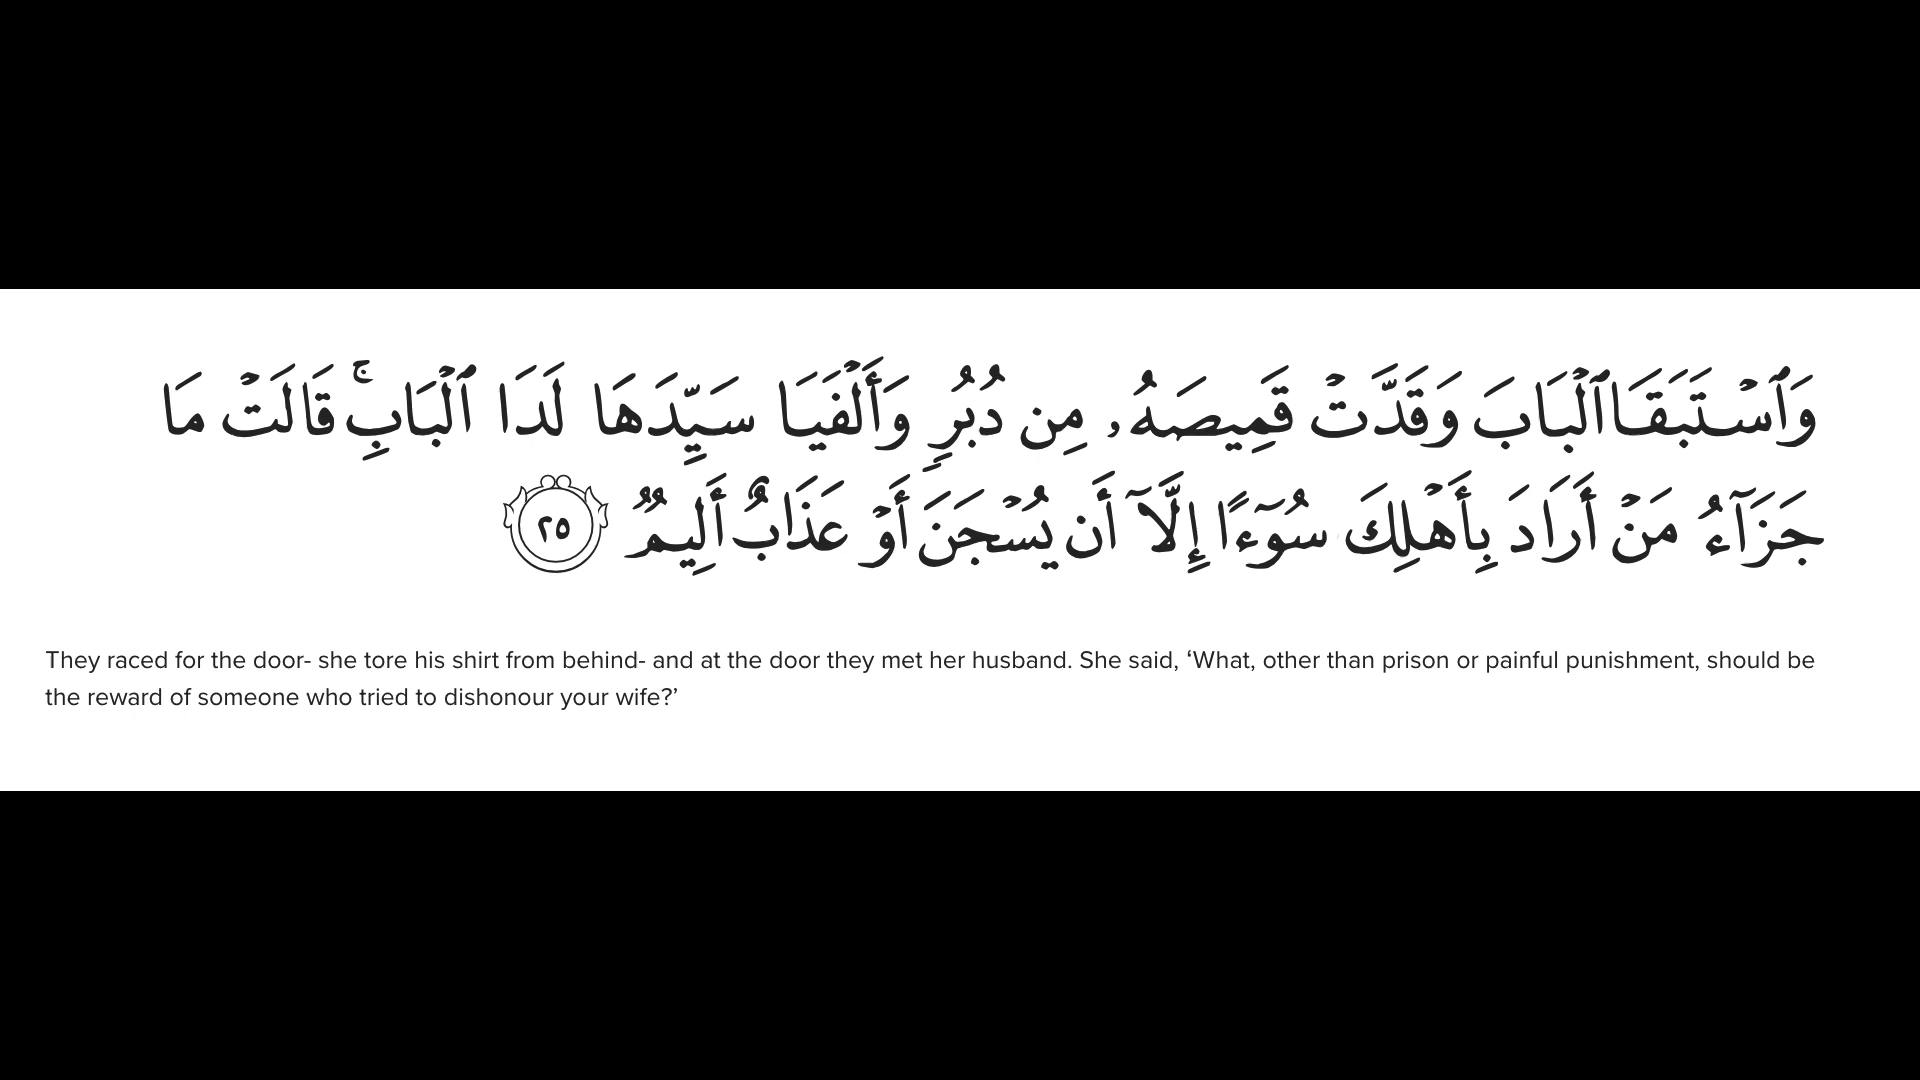 وَٱسۡتَبَقَا ٱلۡبَابَ وَقَدَّتۡ قَمِيصَهُۥ مِن دُبُرٖ وَأَلۡفَيَا سَيِّدَهَا لَدَا ٱلۡبَابِۚ قَالَتۡ مَا
جَزَآءُ مَنۡ أَرَادَ بِأَهۡلِكَ سُوٓءًا إِلَّآ أَن يُسۡجَنَ أَوۡ عَذَابٌ أَلِيمٞ ٢٥
They raced for the door- she tore his shirt from behind- and at the door they met her husband. She said, ‘What, other than prison or painful punishment, should be
the reward of someone who tried to dishonour your wife?’